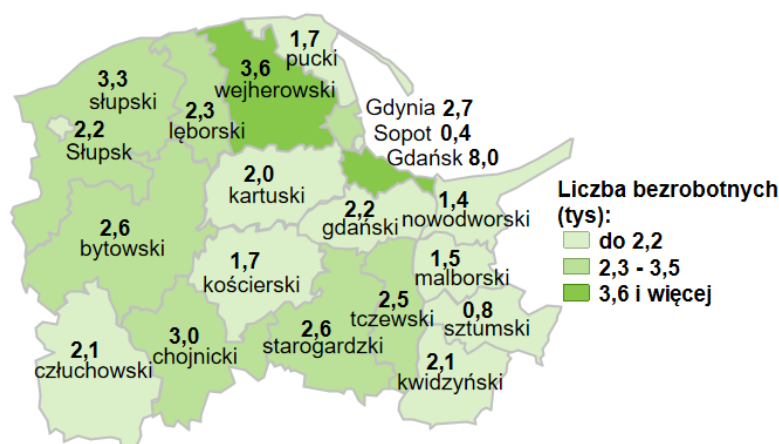 1,7
pucki
3,6
wejherowski
3,3
słupski
2,3
lęborski
2,2
Słupsk
Gdynia 2,7
Sopot 0,4
Gdańsk 8,0
2,0
kartuski
2,2
gdański
1,4
nowodworski
2,6
bytowski
1,7
kościerski
1,5
malborski
2,5
tczewski
0,8
sztumski
2,6
starogardzki
3,0
chojnicki
2,1
człuchowski
2,1
kwidzyński
Liczba bezrobotnych
(tys):
do 2,2
2,3 - 3,5
3,6 i więcej